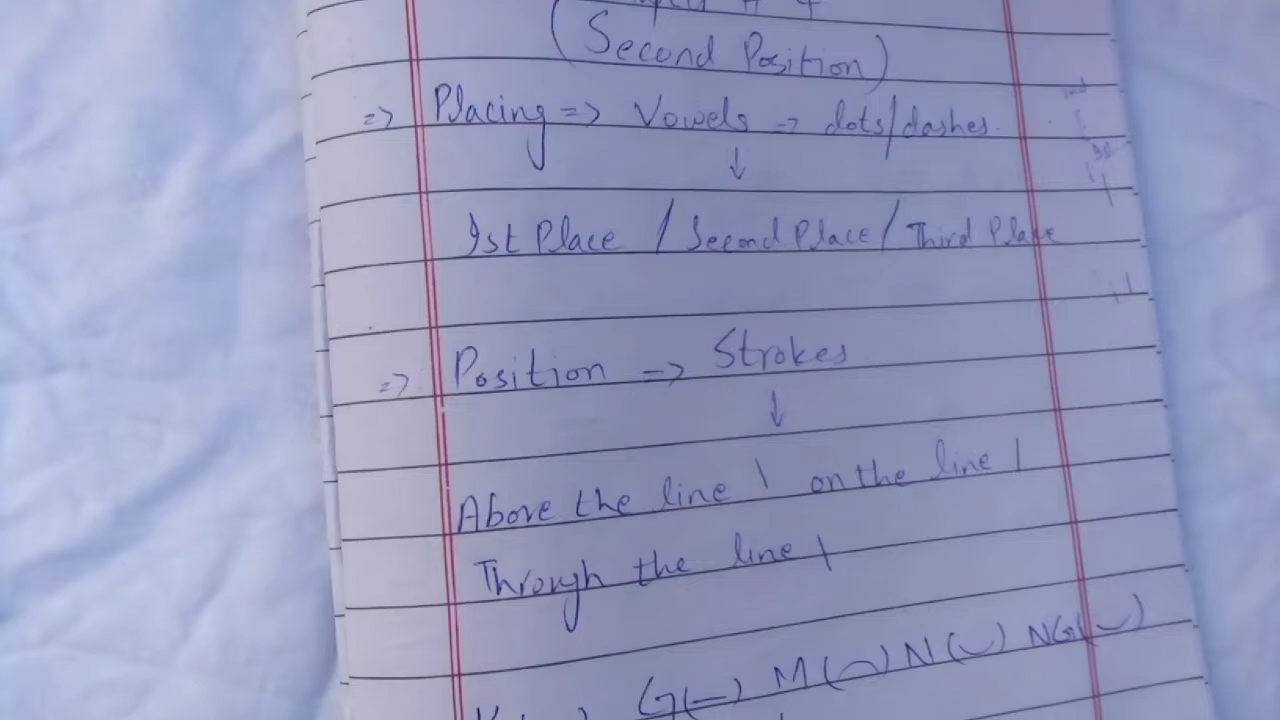 (Second Position)
=> Placing => Vowels => dots/dashes.
↓
1st Place / Second Place / Third Place
=> Position => Strokes
↓
Above the line \ on the line |
Through the line \
G(—) M(⌒) N(‿) NG(‿)